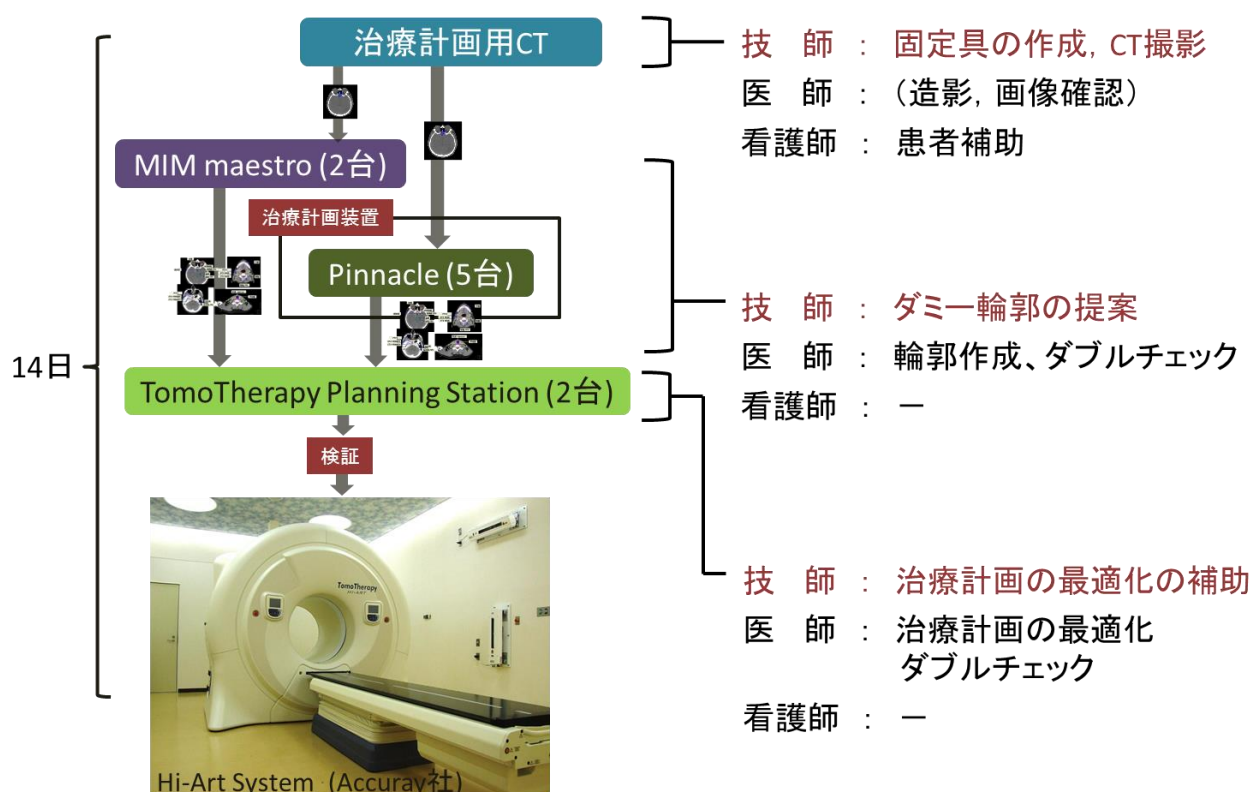 治療計画用CT
技　師 ： 固定具の作成, CT撮影
医　師 ： (造影, 画像確認)
看護師 ： 患者補助
MIM maestro (2台)
治療計画装置
Pinnacle (5台)
技　師 ： ダミー輪郭の提案
医　師 ： 輪郭作成、ダブルチェック
看護師 ： －
14日
TomoTherapy Planning Station (2台)
検証
TomoTherapy
HI-ART
技　師 ： 治療計画の最適化の補助
医　師 ： 治療計画の最適化
ダブルチェック
看護師 ： －
Hi-Art System (Accuray社)